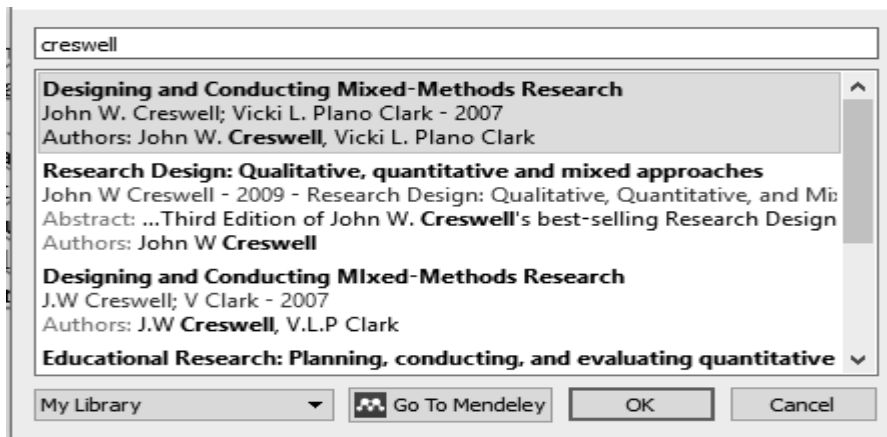 creswell
Designing and Conducting Mixed-Methods Research
John W. Creswell; Vicki L. Plano Clark - 2007
Authors: John W. Creswell, Vicki L. Plano Clark
Research Design: Qualitative, quantitative and mixed approaches
John W Creswell - 2009 - Research Design: Qualitative, Quantitative, and
Abstract: ...Third Edition of John W. Creswell's best-selling Research Design
Authors: John W Creswell
Designing and Conducting MIxed-Methods Research
J.W Creswell; V Clark - 2007
Authors: J.W Creswell, V.L.P Clark
Educational Research: Planning, conducting, and evaluating quantitative
My Library Go To Mendeley OK Cancel